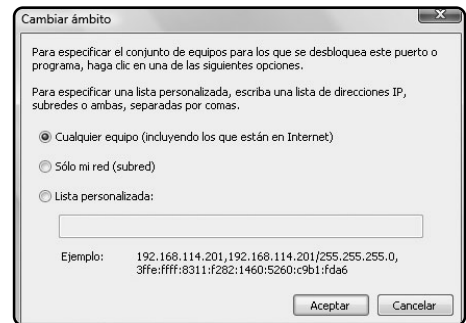 Cambiar ámbito
Para especificar el conjunto de equipos para los que se desbloquea este puerto o
programa, haga clic en una de las siguientes opciones.
Para especificar una lista personalizada, escriba una lista de direcciones IP,
subredes o ambas, separadas por comas.
Cualquier equipo (incluyendo los que están en Internet)
Sólo mi red (subred)
Lista personalizada:
Ejemplo: 192.168.114.201,192.168.114.201/255.255.255.0,
3ffe:ffff:8311:f282:1460:5260:c9b1:fda6
Aceptar Cancelar